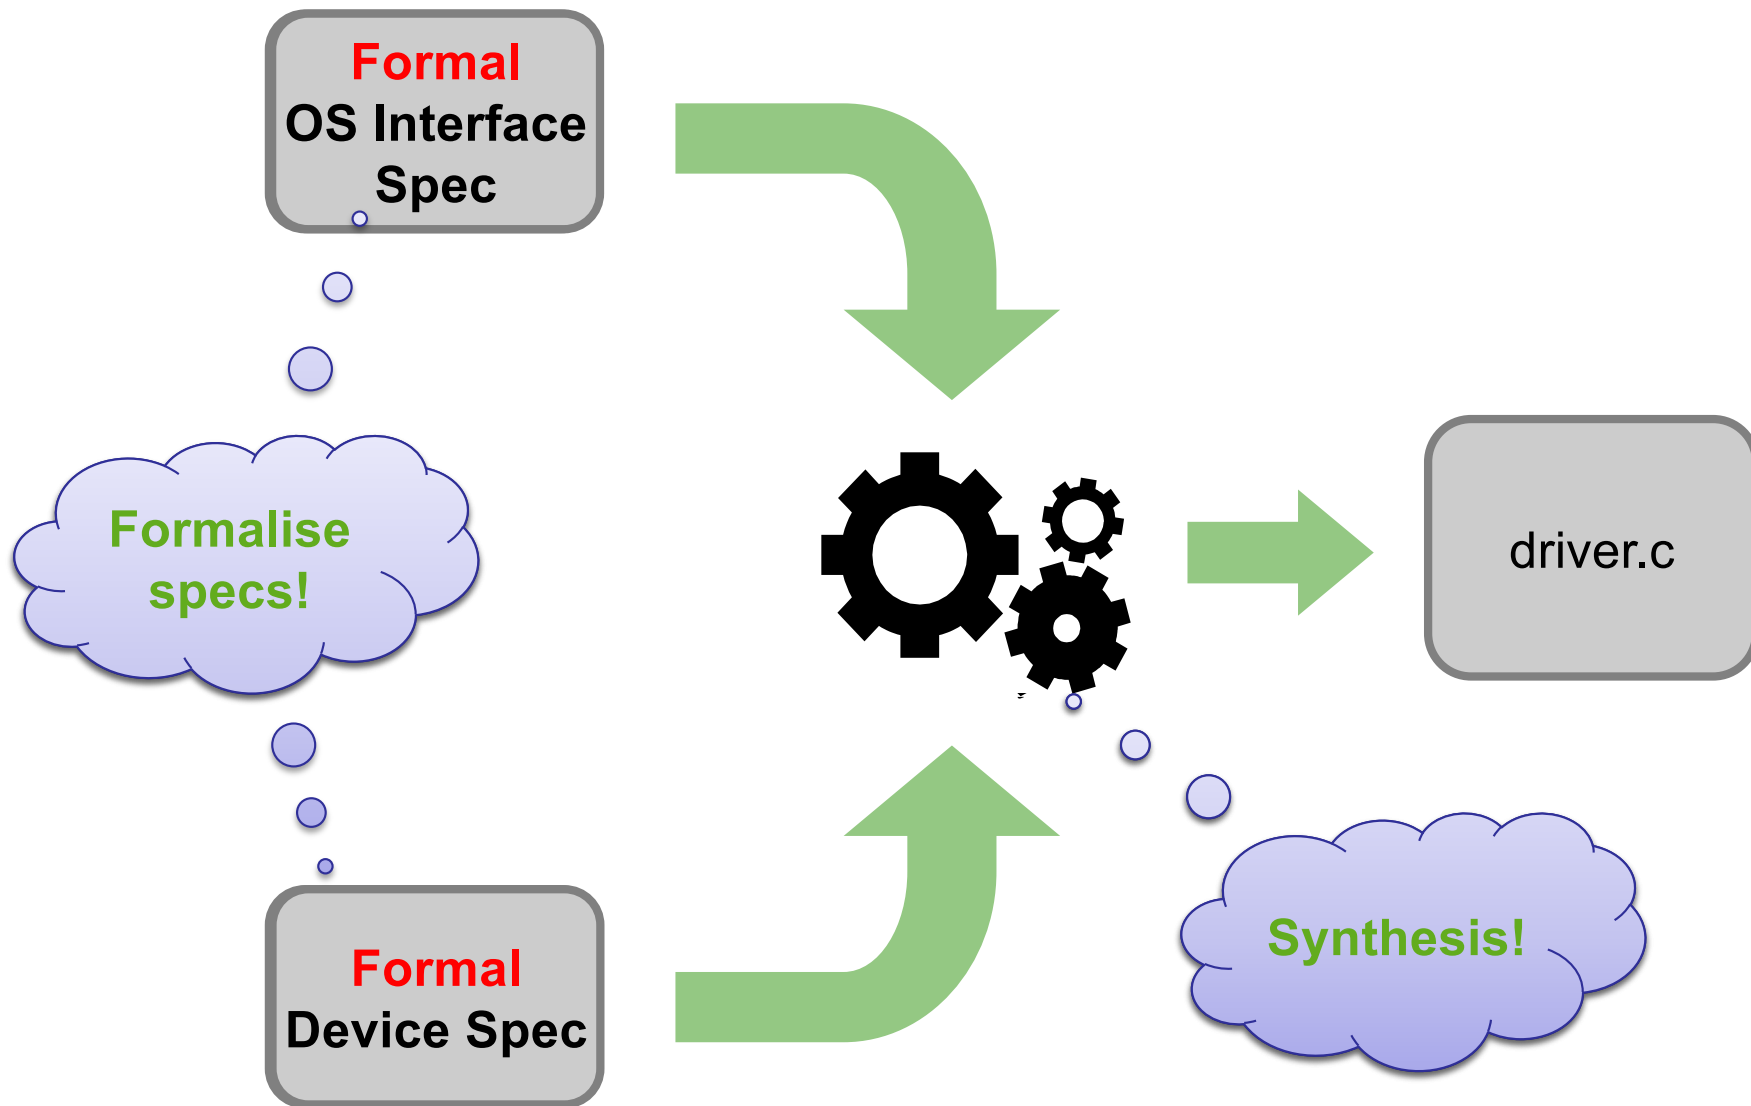 Formal
OS Interface
Spec
Formalise
specs!
driver.c
Synthesis!
Formal
Device Spec